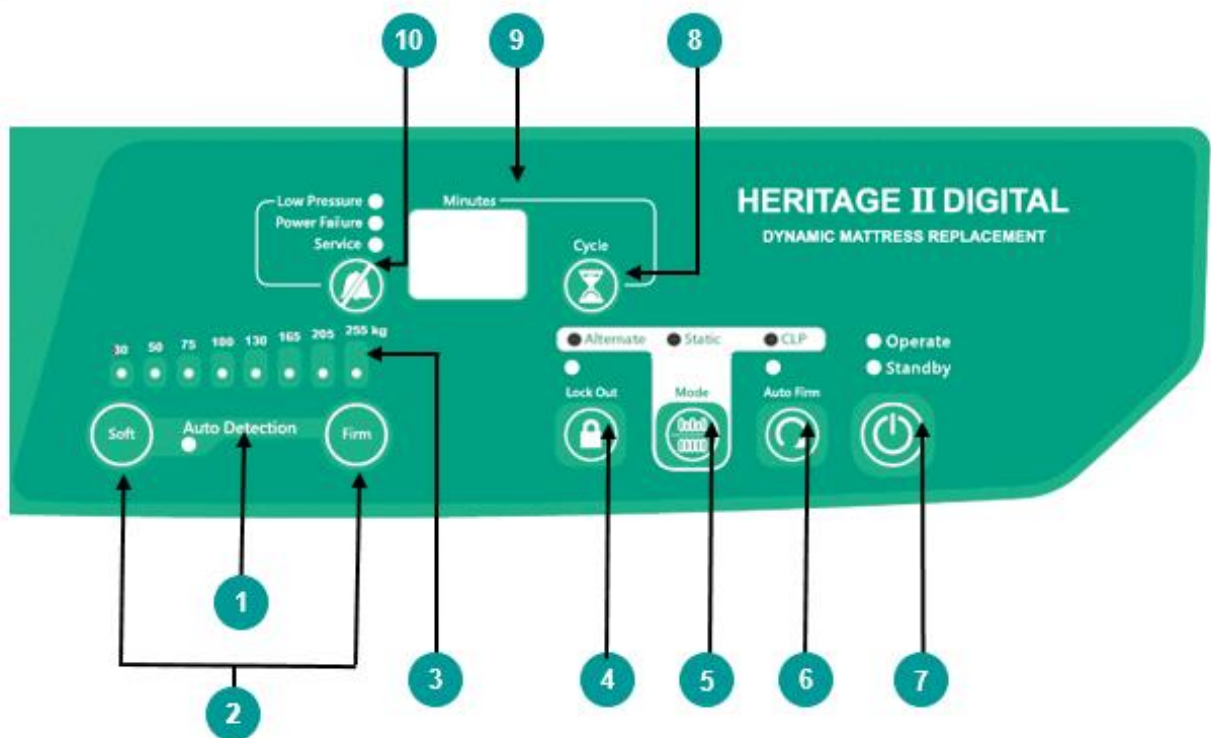 10
9
8
Low Pressure
Power Failure
Service
Minutes
Cycle
HERITAGE II DIGITAL
DYNAMIC MATTRESS REPLACEMENT
30 50 75 100 130 165 205 255 kg
Alternate Static CLP
Operate
Standby
Lock Out Mode Auto Firm
Soft Auto Detection Firm
1
2
3
4
5
6
7